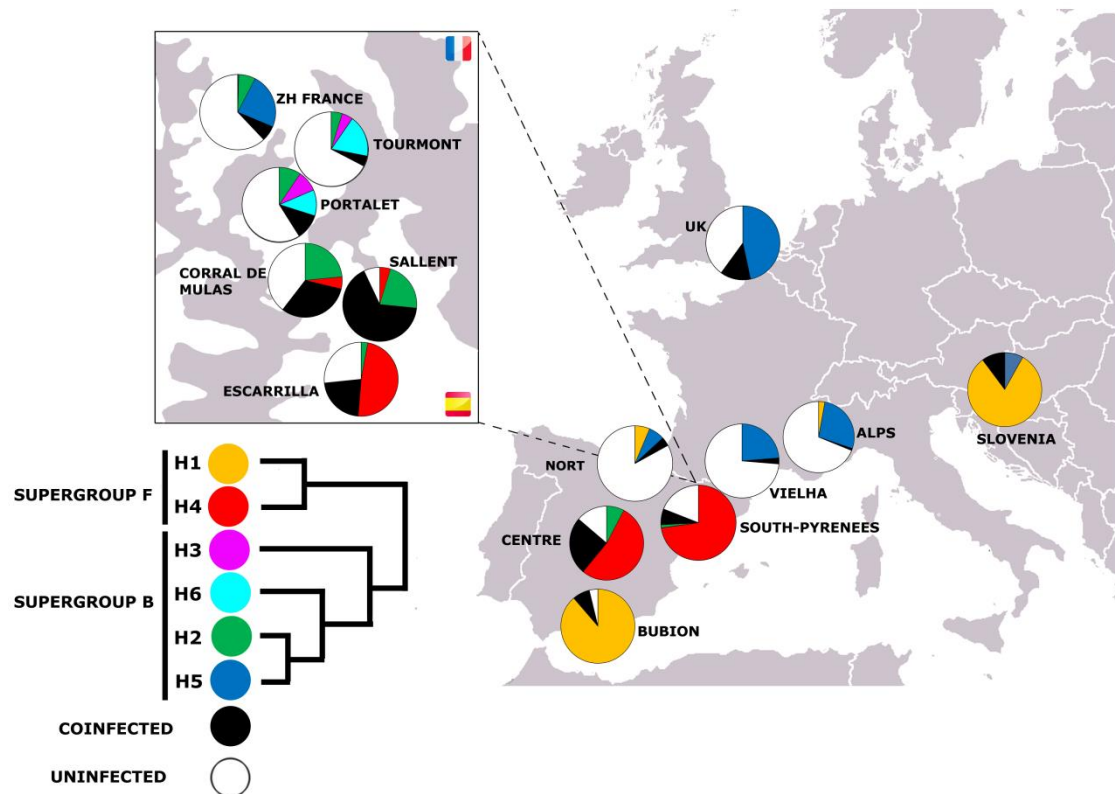 ZH FRANCE
TOURMONT
PORTALET
CORRAL DE
MULAS
SALLENT
ESCARRILLA
UK
SLOVENIA
ALPS
NORT
VIELHA
SOUTH-PYRENEES
CENTRE
BUBION
SUPERGROUP F
H1
H4
SUPERGROUP B
H3
H6
H2
H5
COINFECTED
UNINFECTED